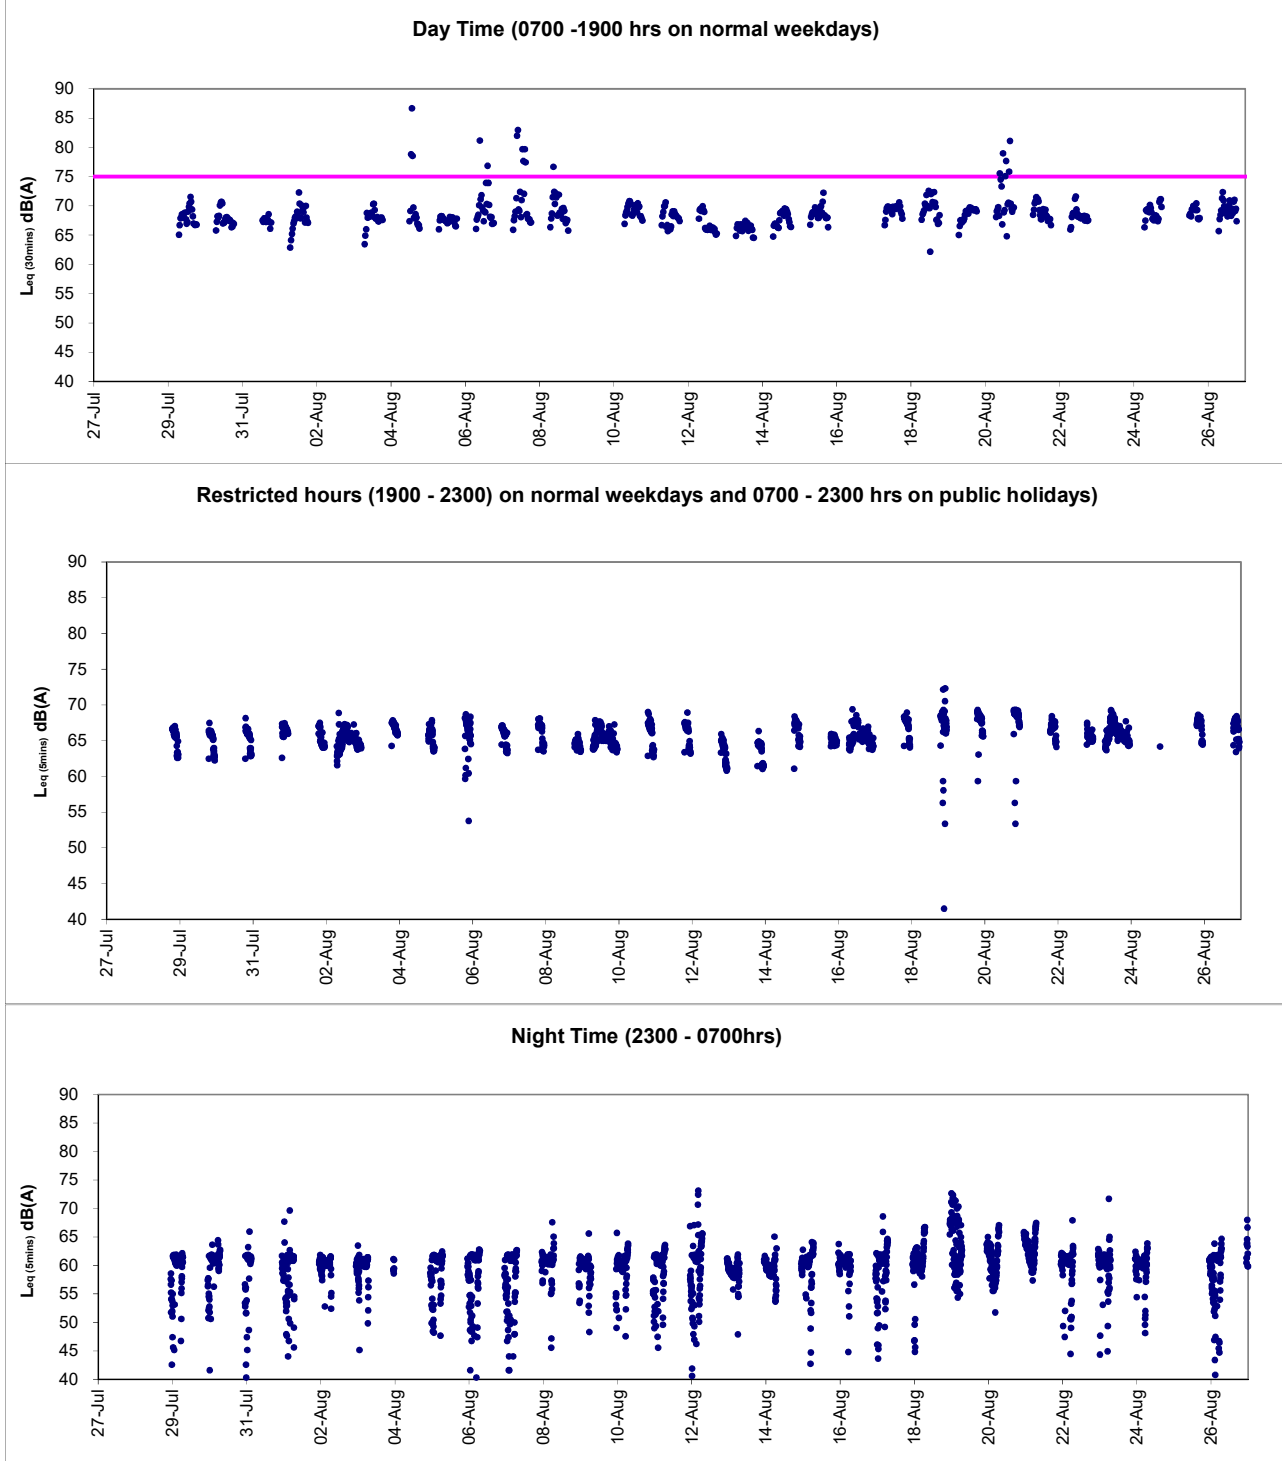 Day Time (0700 -1900 hrs on normal weekdays)
Leq (30mins) dB(A)
90
85
80
75
70
65
60
55
50
45
40
27-Jul
29-Jul
31-Jul
02-Aug
04-Aug
06-Aug
08-Aug
10-Aug
12-Aug
14-Aug
16-Aug
18-Aug
20-Aug
22-Aug
24-Aug
26-Aug
Restricted hours (1900 - 2300) on normal weekdays and 0700 - 2300 hrs on public holidays)
Leq (5mins) dB(A)
90
85
80
75
70
65
60
55
50
45
40
27-Jul
29-Jul
31-Jul
02-Aug
04-Aug
06-Aug
08-Aug
10-Aug
12-Aug
14-Aug
16-Aug
18-Aug
20-Aug
22-Aug
24-Aug
26-Aug
Night Time (2300 - 0700hrs)
Leq (5mins) dB(A)
90
85
80
75
70
65
60
55
50
45
40
27-Jul
29-Jul
31-Jul
02-Aug
04-Aug
06-Aug
08-Aug
10-Aug
12-Aug
14-Aug
16-Aug
18-Aug
20-Aug
22-Aug
24-Aug
26-Aug